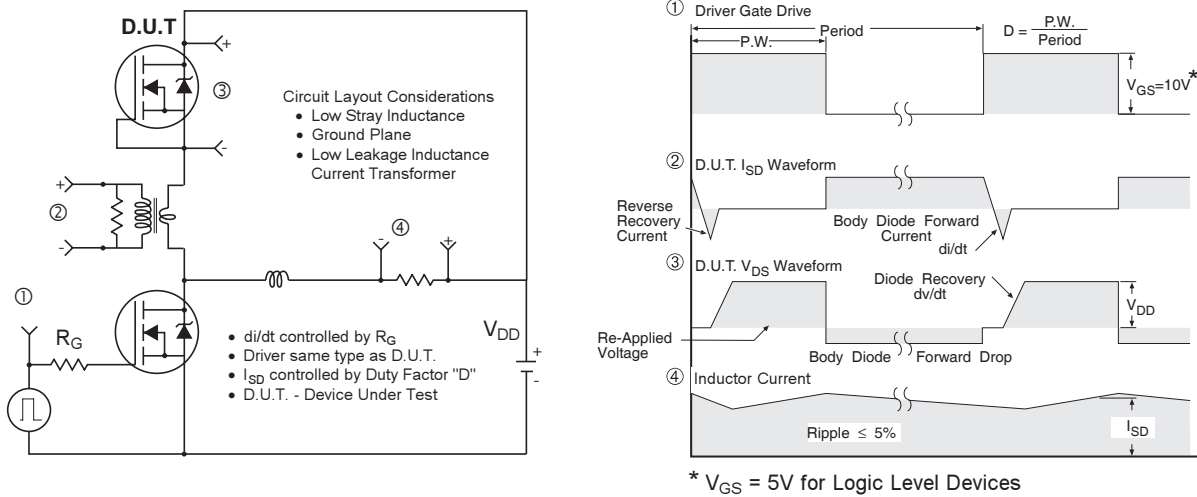 D.U.T
+
③
-
Circuit Layout Considerations
• Low Stray Inductance
• Ground Plane
• Low Leakage Inductance
Current Transformer
+
②
-
④
- +
①
R_G
V_DD
+
-
• di/dt controlled by R_G
• Driver same type as D.U.T.
• I_SD controlled by Duty Factor "D"
• D.U.T. - Device Under Test
① Driver Gate Drive
P.W.
Period
D = P.W. / Period
V_GS=10V*
② D.U.T. I_SD Waveform
Reverse
Recovery
Current
Body Diode Forward
Current
di/dt
③ D.U.T. V_DS Waveform
Diode Recovery
dv/dt
V_DD
Re-Applied
Voltage
Body Diode Forward Drop
④ Inductor Current
Ripple ≤ 5%
I_SD
* V_GS = 5V for Logic Level Devices